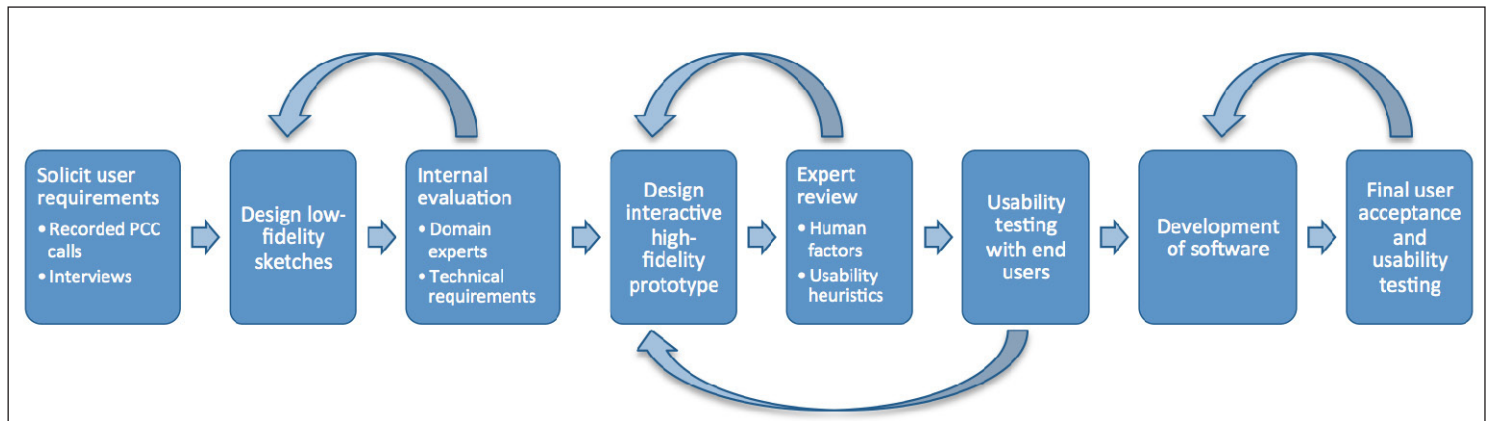 Solicit user
requirements
• Recorded PCC
calls
• Interviews
Design low-
fidelity
sketches
Internal
evaluation
• Domain
experts
• Technical
requirements
Design
interactive
high-
fidelity
prototype
Expert
review
• Human
factors
• Usability
heuristics
Usability
testing
with end
users
Development
of software
Final user
acceptance
and
usability
testing